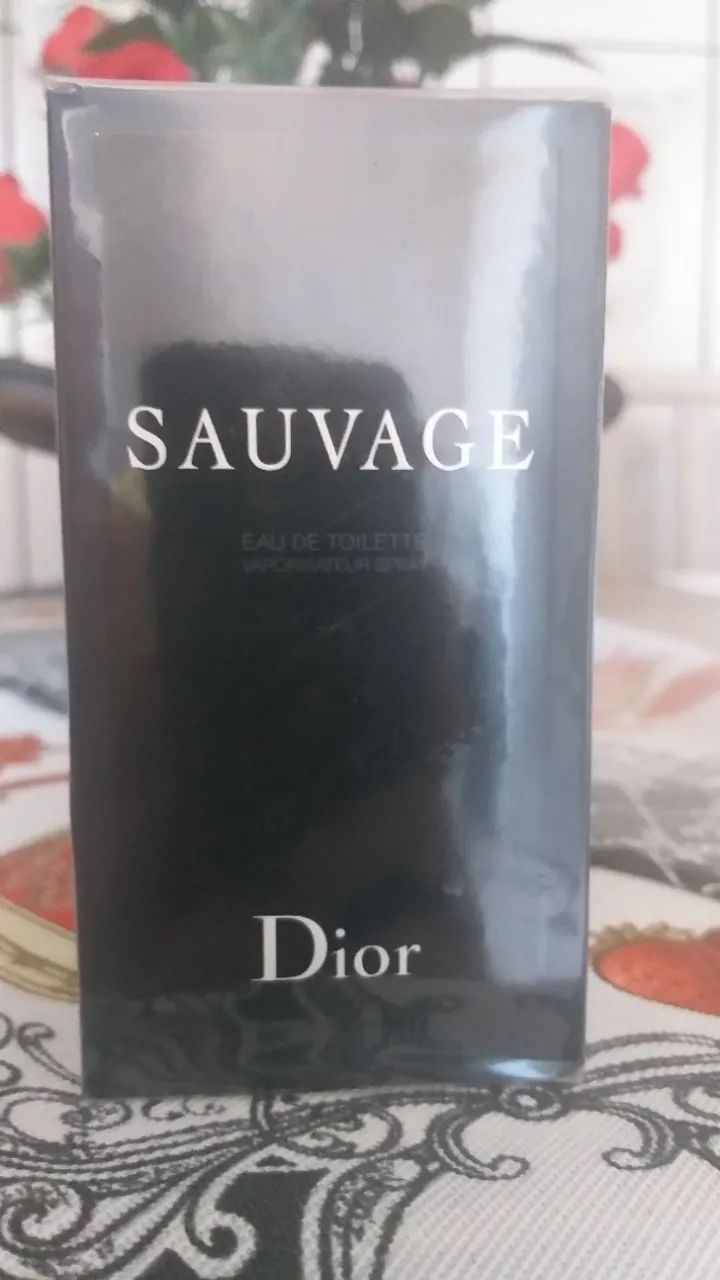 SAUVAGE
EAU DE TOILETTE
VAPORISATEUR SPRAY
Dior